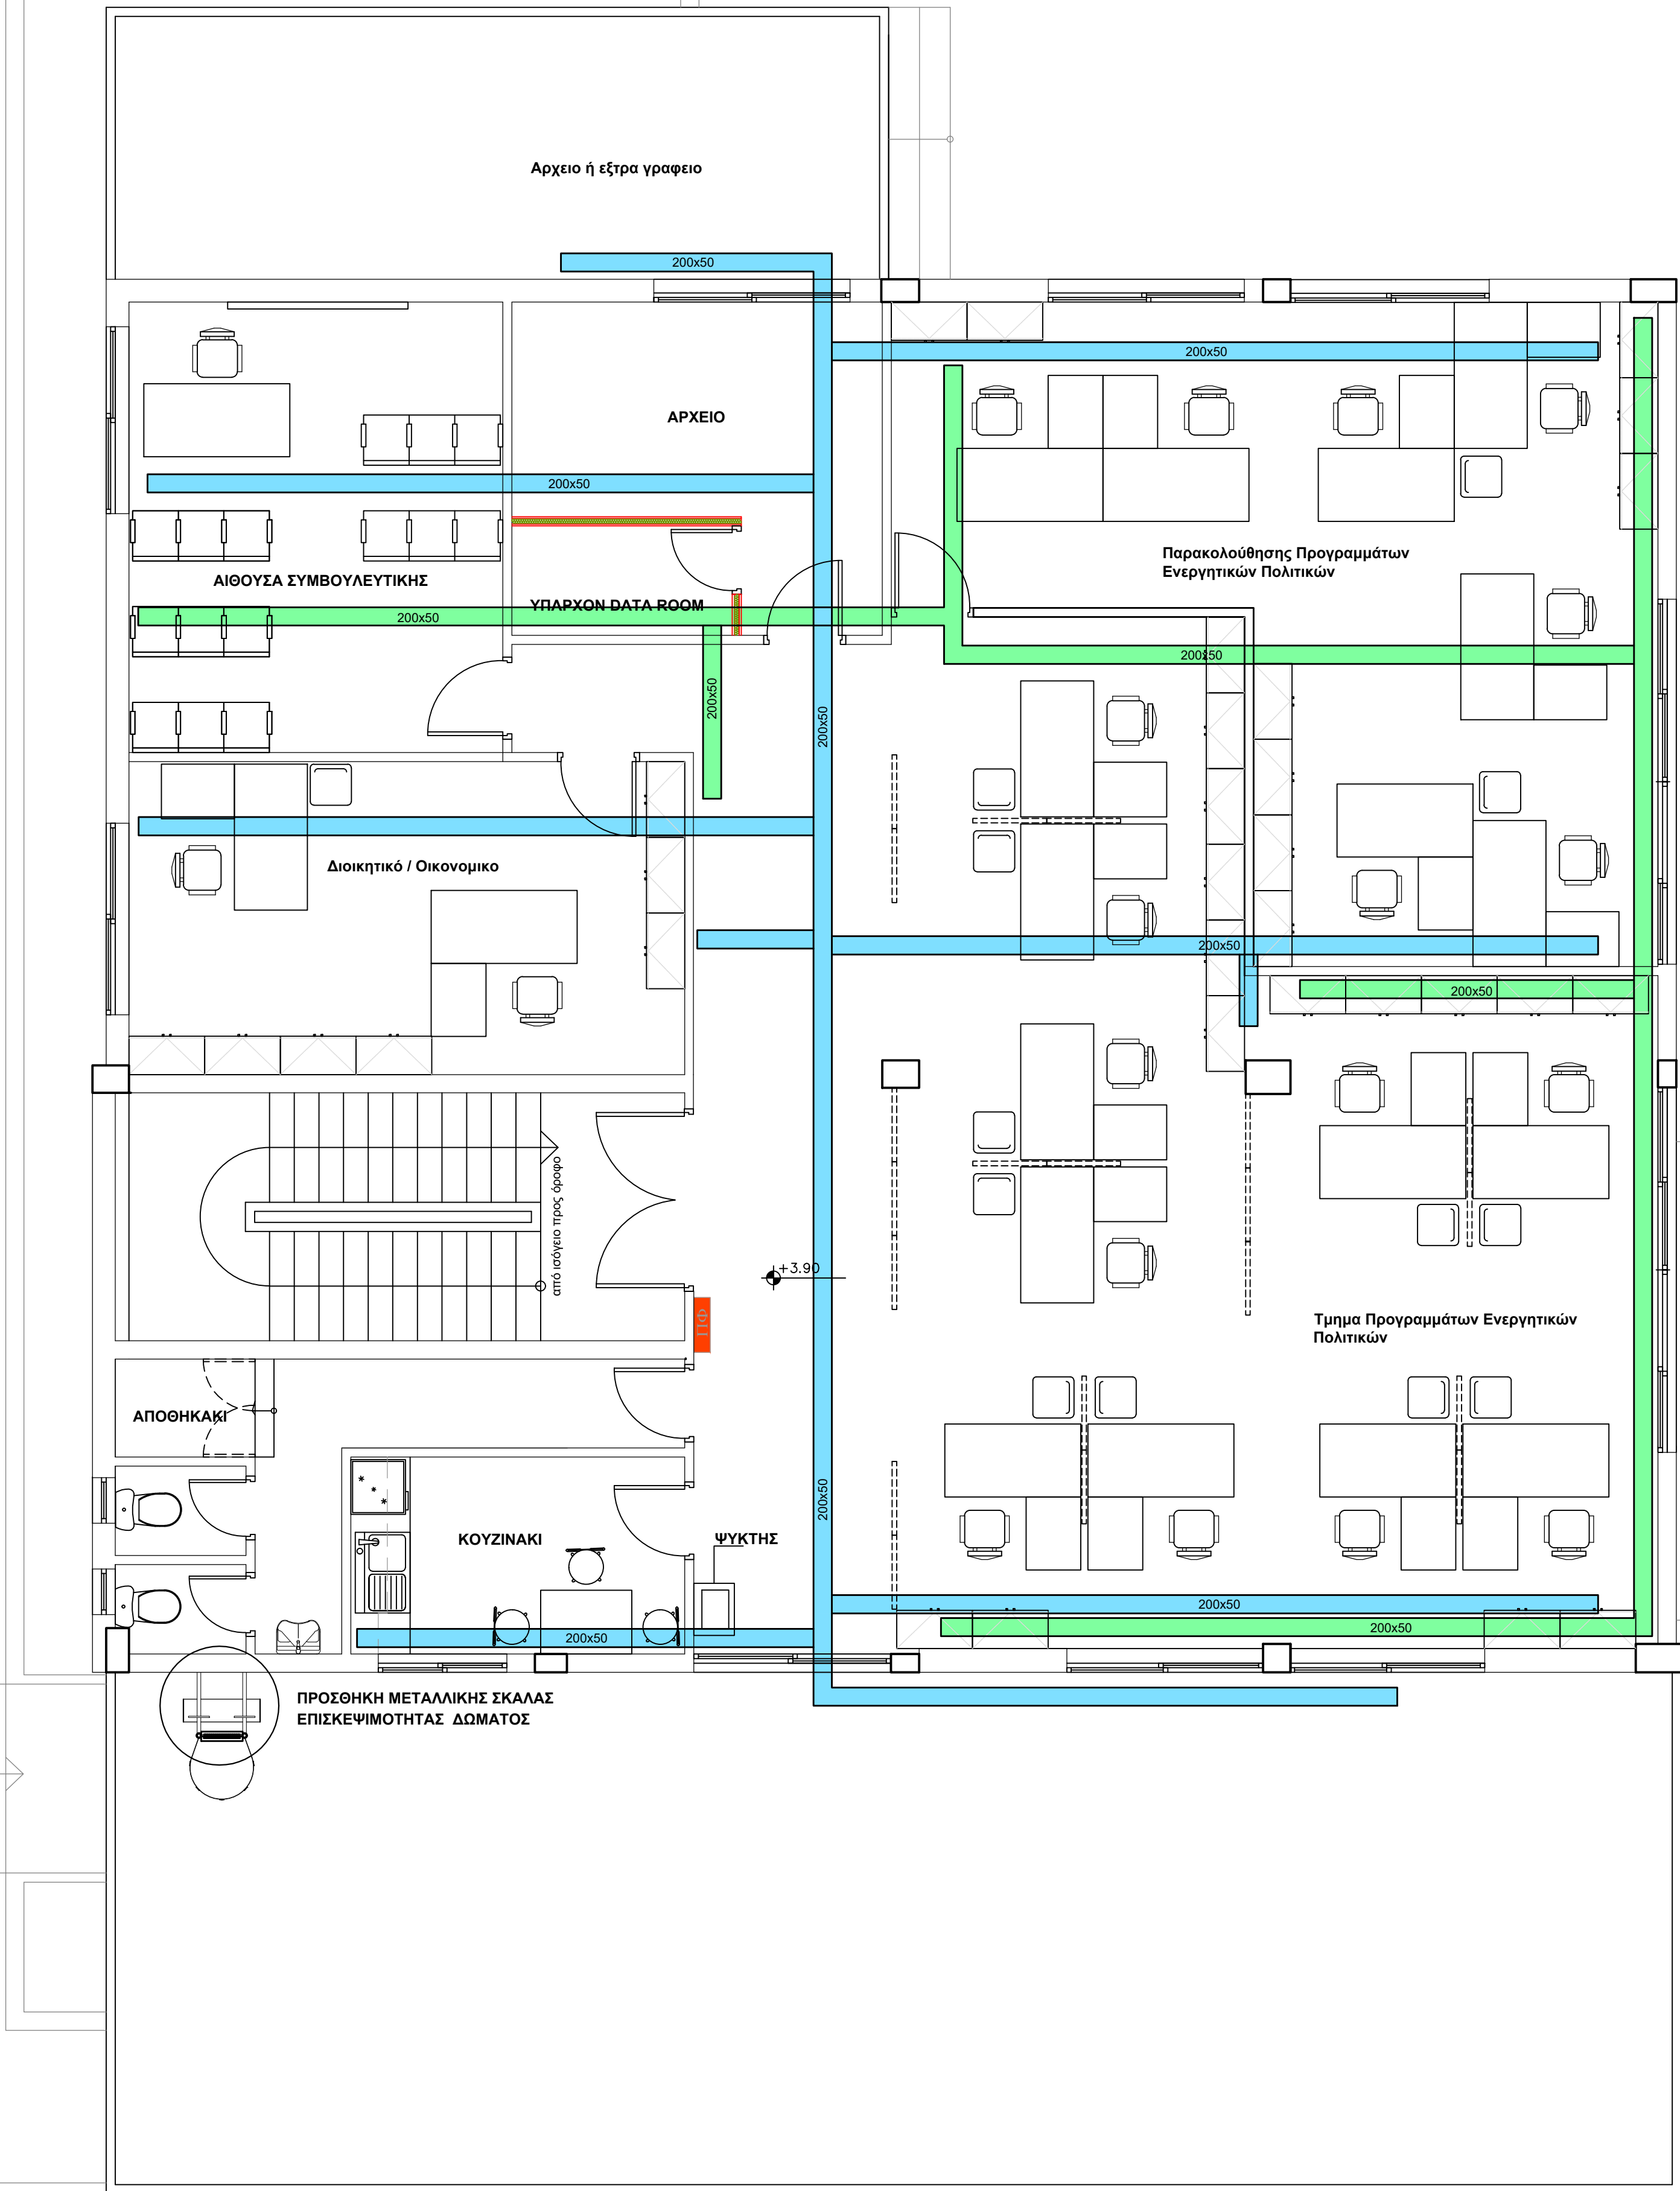 Αρχειο ή εξτρα γραφειο
200x50
200x50
ΑΡΧΕΙΟ
200x50
Παρακολούθησης Προγραμμάτων
Ενεργητικών Πολιτικών
ΑΙΘΟΥΣΑ ΣΥΜΒΟΥΛΕΥΤΙΚΗΣ
ΥΠΑΡΧΟΝ DATA ROOM
200x50
200x50
200x50
200x50
Διοικητικό / Οικονομικο
200x50
200x50
από ισόγειο προς όροφο
+3.90
ΠΦ
Τμημα Προγραμμάτων Ενεργητικών
Πολιτικών
ΑΠΟΘΗΚΑΚΙ
200x50
ΚΟΥΖΙΝΑΚΙ
ΨΥΚΤΗΣ
200x50
200x50
200x50
ΠΡΟΣΘΗΚΗ ΜΕΤΑΛΛΙΚΗΣ ΣΚΑΛΑΣ
ΕΠΙΣΚΕΨΙΜΟΤΗΤΑΣ ΔΩΜΑΤΟΣ